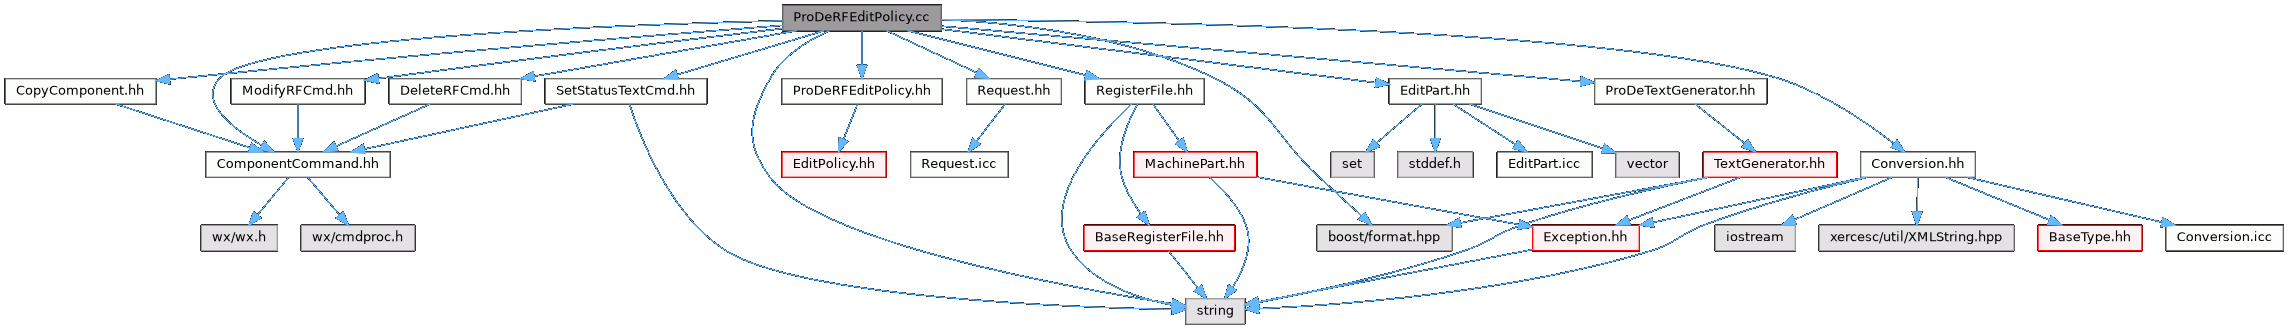 ProDeRFEditPolicy.cc
CopyComponent.hh
ModifyRFCmd.hh
DeleteRFCmd.hh
SetStatusTextCmd.hh
ProDeRFEditPolicy.hh
Request.hh
RegisterFile.hh
EditPart.hh
ProDeTextGenerator.hh
ComponentCommand.hh
EditPolicy.hh
Request.icc
MachinePart.hh
set
stddef.h
EditPart.icc
vector
TextGenerator.hh
Conversion.hh
wx/wx.h
wx/cmdproc.h
BaseRegisterFile.hh
boost/format.hpp
Exception.hh
iostream
xercesc/util/XMLString.hpp
BaseType.hh
Conversion.icc
string